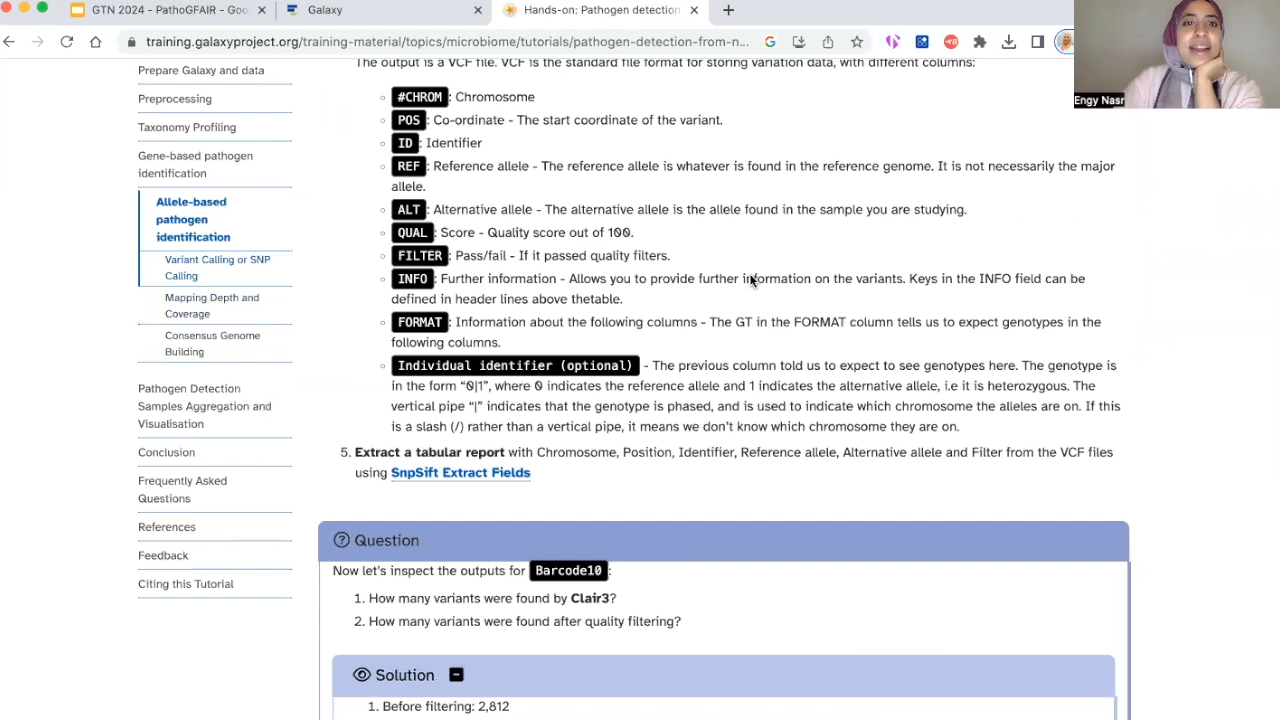 GTN 2024 - PathoGFAIR - Goo
Galaxy
Hands-on: Pathogen detection
training.galaxyproject.org/training-material/topics/microbiome/tutorials/pathogen-detection-from-n...
Engy Nasr
Prepare Galaxy and data
Preprocessing
Taxonomy Profiling
Gene-based pathogen
identification
Allele-based
pathogen
identification
Variant Calling or SNP
Calling
Mapping Depth and
Coverage
Consensus Genome
Building
Pathogen Detection
Samples Aggregation and
Visualisation
Conclusion
Frequently Asked
Questions
References
Feedback
Citing this Tutorial
The output is a VCF file. VCF is the standard file format for storing variation data, with different columns:
#CHROM : Chromosome
POS : Co-ordinate - The start coordinate of the variant.
ID : Identifier
REF : Reference allele - The reference allele is whatever is found in the reference genome. It is not necessarily the major
allele.
ALT : Alternative allele - The alternative allele is the allele found in the sample you are studying.
QUAL : Score - Quality score out of 100.
FILTER : Pass/fail - If it passed quality filters.
INFO : Further information - Allows you to provide further information on the variants. Keys in the INFO field can be
defined in header lines above thetable.
FORMAT : Information about the following columns - The GT in the FORMAT column tells us to expect genotypes in the
following columns.
Individual identifier (optional) - The previous column told us to expect to see genotypes here. The genotype is
in the form “0|1”, where 0 indicates the reference allele and 1 indicates the alternative allele, i.e it is heterozygous. The
vertical pipe “|” indicates that the genotype is phased, and is used to indicate which chromosome the alleles are on. If this
is a slash (/) rather than a vertical pipe, it means we don’t know which chromosome they are on.
5. Extract a tabular report with Chromosome, Position, Identifier, Reference allele, Alternative allele and Filter from the VCF files
using SnpSift Extract Fields
Question
Now let’s inspect the outputs for Barcode10 :
1. How many variants were found by Clair3?
2. How many variants were found after quality filtering?
Solution
1. Before filtering: 2,812